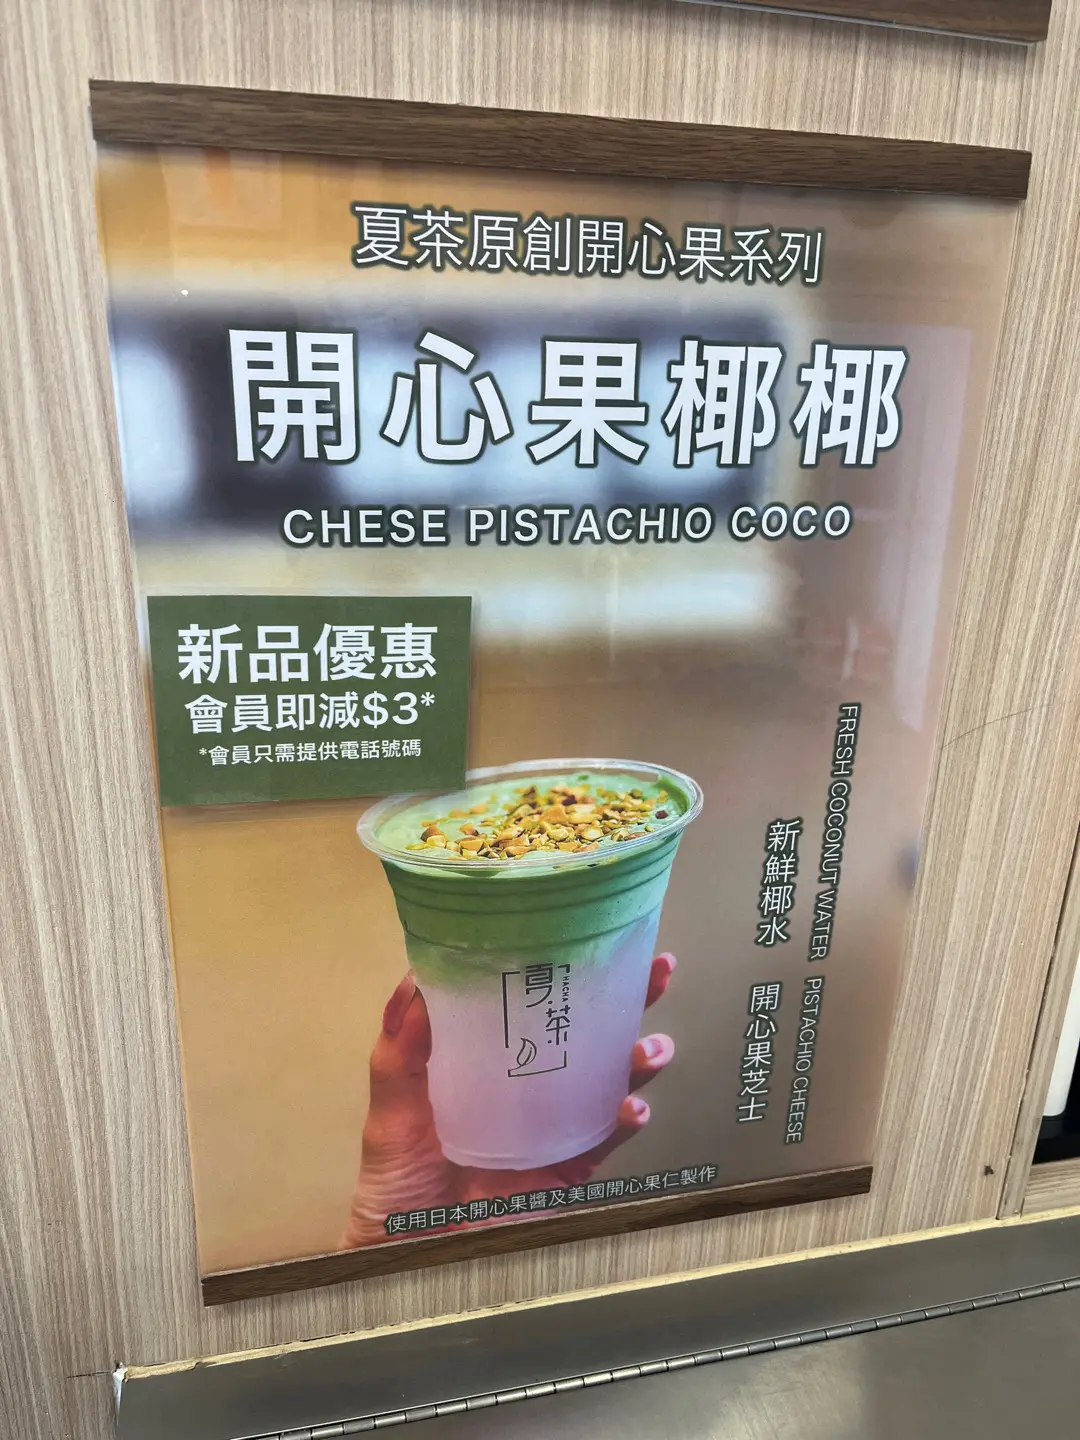 夏茶原創開心果系列
開心果椰椰
CHESE PISTACHIO COCO
新品優惠
會員即減$3*
*會員只需提供電話號碼
FRESH COCONUT WATER
新鮮椰水
PISTACHIO CHEESE
開心果芝士
夏茶
HACHA
使用日本開心果醬及美國開心果仁製作